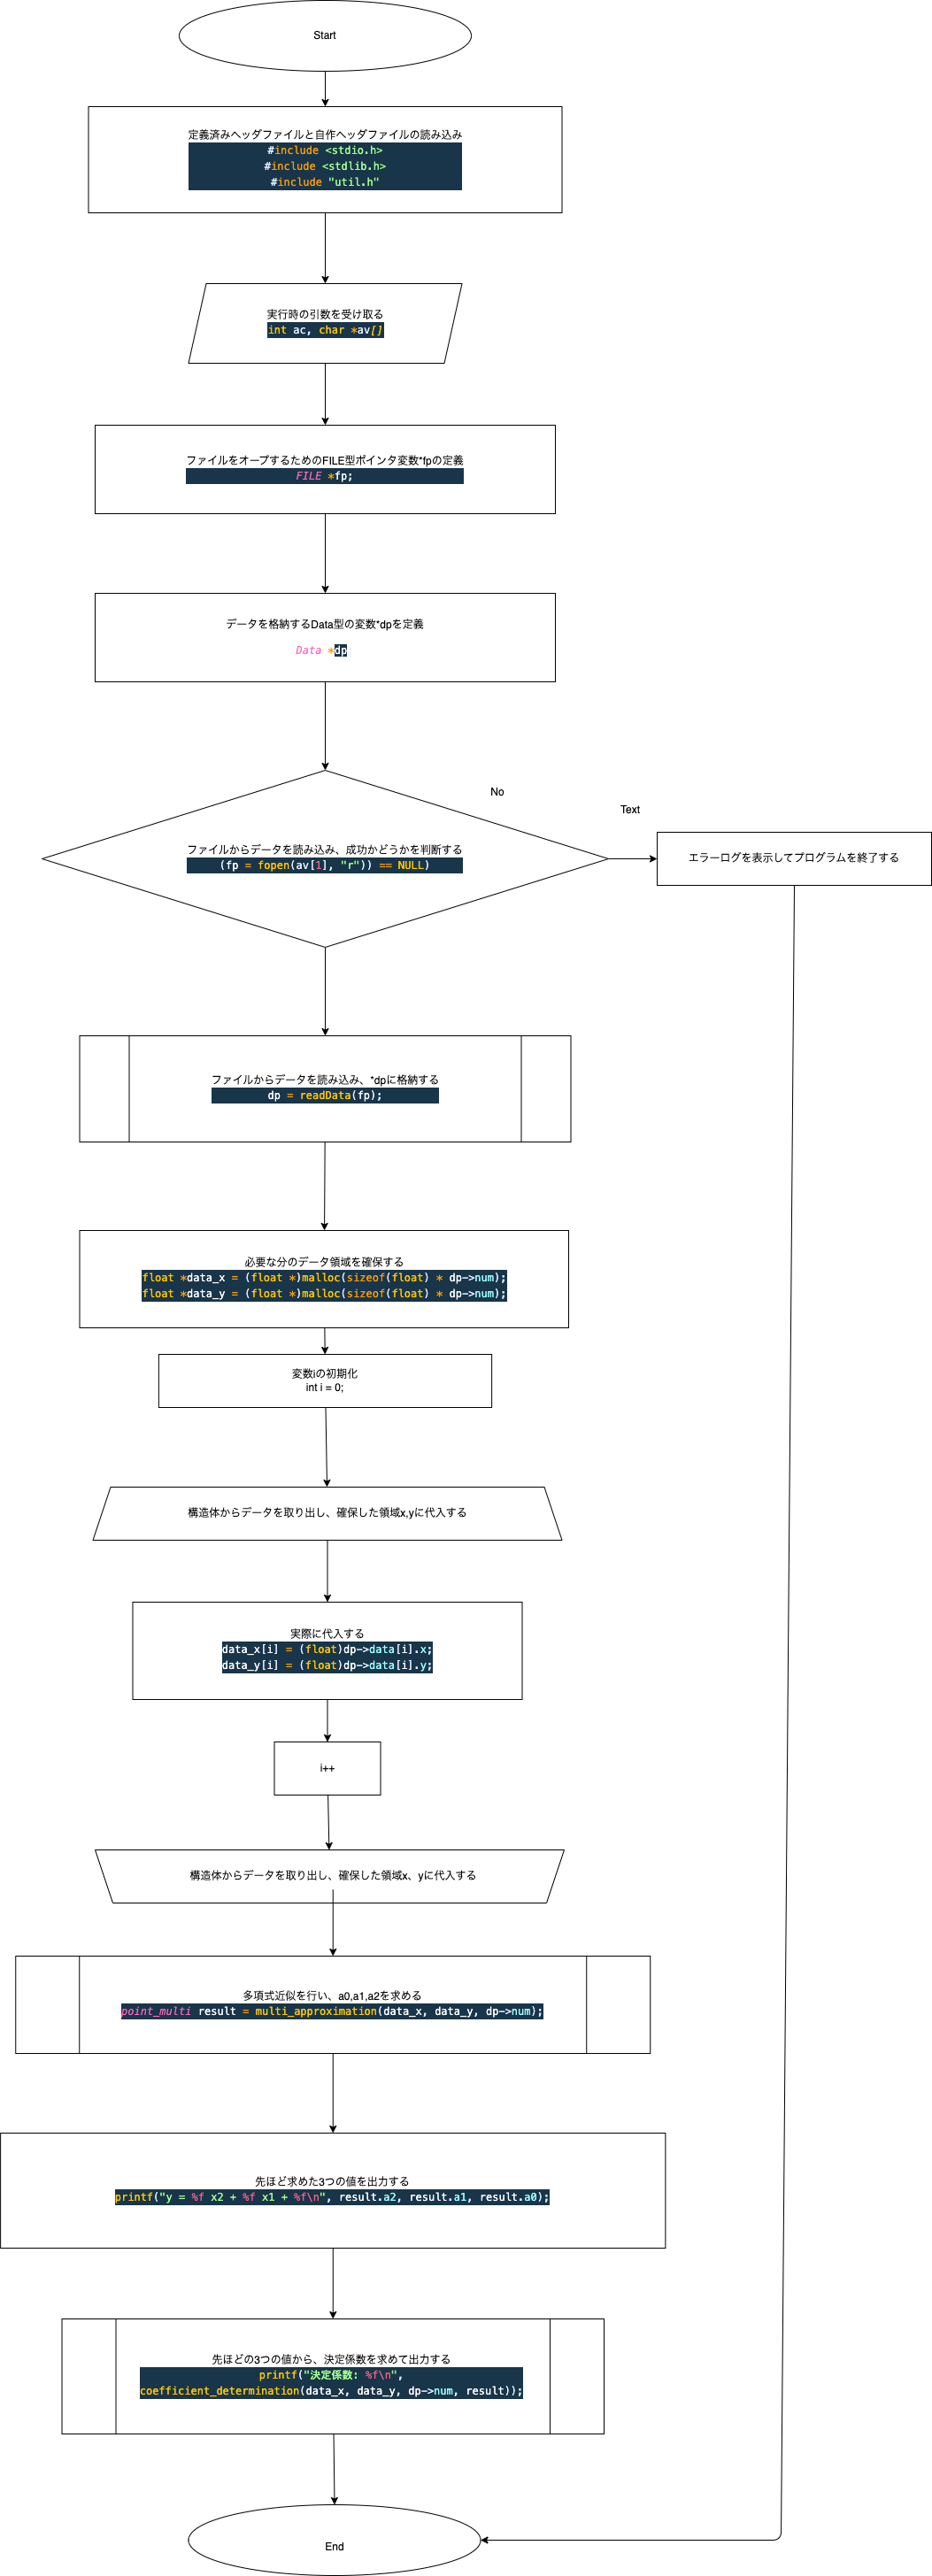 Start
定義済みヘッダファイルと自作ヘッダファイルの読み込み
#include <stdio.h>
#include <stdlib.h>
#include "util.h"
実行時の引数を受け取る
int ac, char *av[]
ファイルをオープするためのFILE型ポインタ変数*fpの定義
FILE *fp;
データを格納するData型の変数*dpを定義
Data *dp
No
Text
ファイルからデータを読み込み、成功かどうかを判断する
(fp = fopen(av[1], "r")) == NULL)
エラーログを表示してプログラムを終了する
ファイルからデータを読み込み、*dpに格納する
dp = readData(fp);
必要な分のデータ領域を確保する
float *data_x = (float *)malloc(sizeof(float) * dp->num);
float *data_y = (float *)malloc(sizeof(float) * dp->num);
変数iの初期化
int i = 0;
構造体からデータを取り出し、確保した領域x,yに代入する
実際に代入する
data_x[i] = (float)dp->data[i].x;
data_y[i] = (float)dp->data[i].y;
i++
構造体からデータを取り出し、確保した領域x、yに代入する
多項式近似を行い、a0,a1,a2を求める
point_multi result = multi_approximation(data_x, data_y, dp->num);
先ほど求めた3つの値を出力する
printf("y = %f x2 + %f x1 + %f\n", result.a2, result.a1, result.a0);
先ほどの3つの値から、決定係数を求めて出力する
printf("決定係数: %f\n",
coefficient_determination(data_x, data_y, dp->num, result));
End